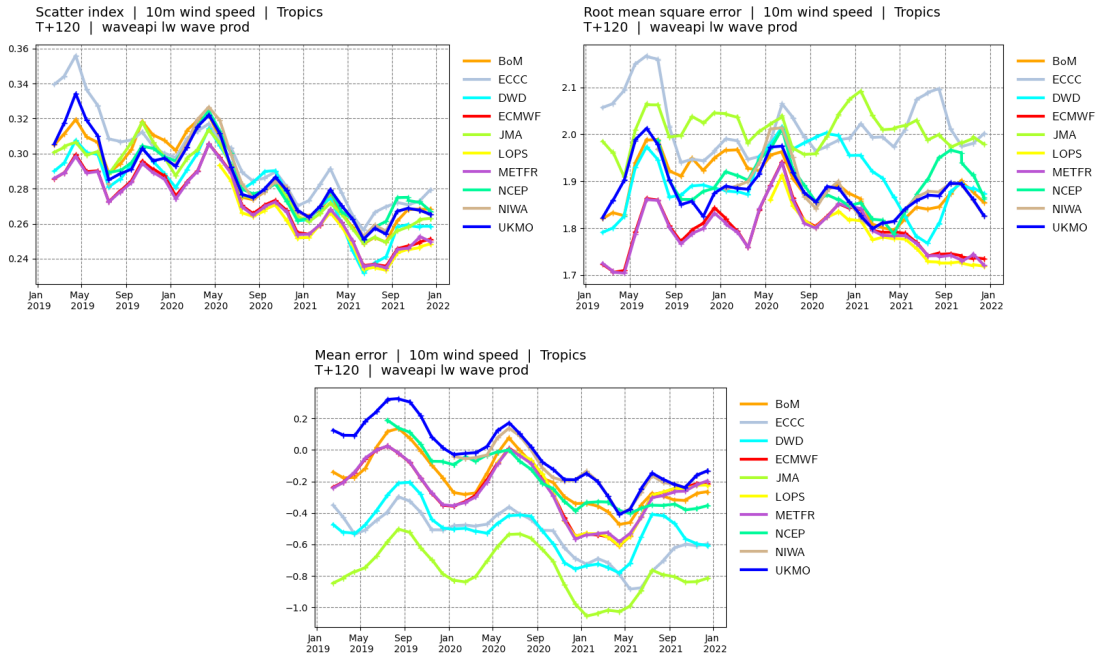 Scatter index | 10m wind speed | Tropics
T+120 | waveapi lw wave prod
0.36
0.34
0.32
0.30
0.28
0.26
0.24
Jan 2019
May 2019
Sep 2019
Jan 2020
May 2020
Sep 2020
Jan 2021
May 2021
Sep 2021
Jan 2022
BoM
ECCC
DWD
ECMWF
JMA
LOPS
METFR
NCEP
NIWA
UKMO
Root mean square error | 10m wind speed | Tropics
T+120 | waveapi lw wave prod
2.1
2.0
1.9
1.8
1.7
Jan 2019
May 2019
Sep 2019
Jan 2020
May 2020
Sep 2020
Jan 2021
May 2021
Sep 2021
Jan 2022
BoM
ECCC
DWD
ECMWF
JMA
LOPS
METFR
NCEP
NIWA
UKMO
Mean error | 10m wind speed | Tropics
T+120 | waveapi lw wave prod
0.2
0.0
−0.2
−0.4
−0.6
−0.8
−1.0
Jan 2019
May 2019
Sep 2019
Jan 2020
May 2020
Sep 2020
Jan 2021
May 2021
Sep 2021
Jan 2022
BoM
ECCC
DWD
ECMWF
JMA
LOPS
METFR
NCEP
NIWA
UKMO